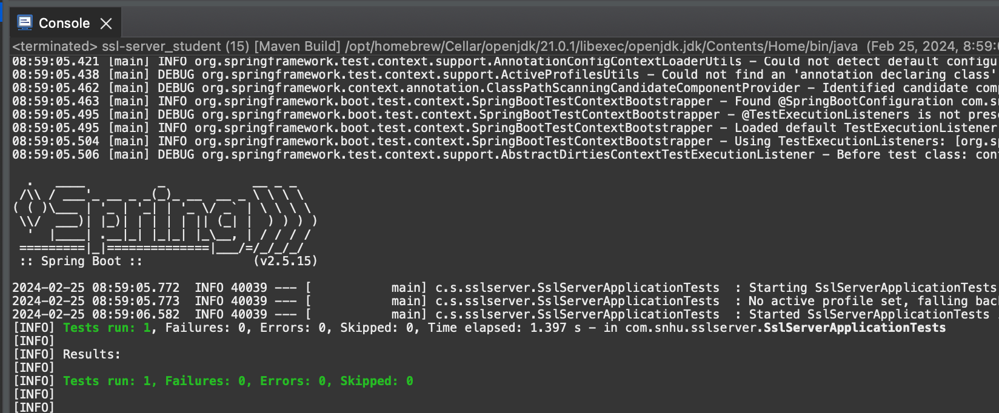 Console
<terminated> ssl-server_student (15) [Maven Build] /opt/homebrew/Cellar/openjdk/21.0.1/libexec/openjdk.jdk/Contents/Home/bin/java (Feb 25, 2024, 8:59:
08:59:05.421 [main] INFO org.springframework.test.context.support.AnnotationConfigContextLoaderUtils - Could not detect default configu
08:59:05.438 [main] DEBUG org.springframework.test.context.support.ActiveProfilesUtils - Could not find an 'annotation declaring class'
08:59:05.462 [main] DEBUG org.springframework.context.annotation.ClassPathScanningCandidateComponentProvider - Identified candidate com
08:59:05.463 [main] INFO org.springframework.boot.test.context.SpringBootTestContextBootstrapper - Found @SpringBootConfiguration com.s
08:59:05.495 [main] DEBUG org.springframework.boot.test.context.SpringBootTestContextBootstrapper - @TestExecutionListeners is not pres
08:59:05.495 [main] INFO org.springframework.boot.test.context.SpringBootTestContextBootstrapper - Loaded default TestExecutionListener
08:59:05.504 [main] INFO org.springframework.boot.test.context.SpringBootTestContextBootstrapper - Using TestExecutionListeners: [org.s
08:59:05.506 [main] DEBUG org.springframework.test.context.support.AbstractDirtiesContextTestExecutionListener - Before test class: con
  .   ____          _            __ _ _
 /\\ / ___'_ __ _ _(_)_ __  __ _ \ \ \ \
( ( )\___ | '_ | '_| | '_ \/ _` | \ \ \ \
 \\/  ___)| |_)| | | | | || (_| |  ) ) ) )
  '  |____| .__|_| |_|_| |_\__, | / / / /
 =========|_|==============|___/=/_/_/_/
 :: Spring Boot ::               (v2.5.15)
2024-02-25 08:59:05.772  INFO 40039 --- [           main] c.s.sslserver.SslServerApplicationTests  : Starting SslServerApplicationTests
2024-02-25 08:59:05.773  INFO 40039 --- [           main] c.s.sslserver.SslServerApplicationTests  : No active profile set, falling bac
2024-02-25 08:59:06.582  INFO 40039 --- [           main] c.s.sslserver.SslServerApplicationTests  : Started SslServerApplicationTests
[INFO] Tests run: 1, Failures: 0, Errors: 0, Skipped: 0, Time elapsed: 1.397 s - in com.snhu.sslserver.SslServerApplicationTests
[INFO]
[INFO] Results:
[INFO]
[INFO] Tests run: 1, Failures: 0, Errors: 0, Skipped: 0
[INFO]
[INFO]